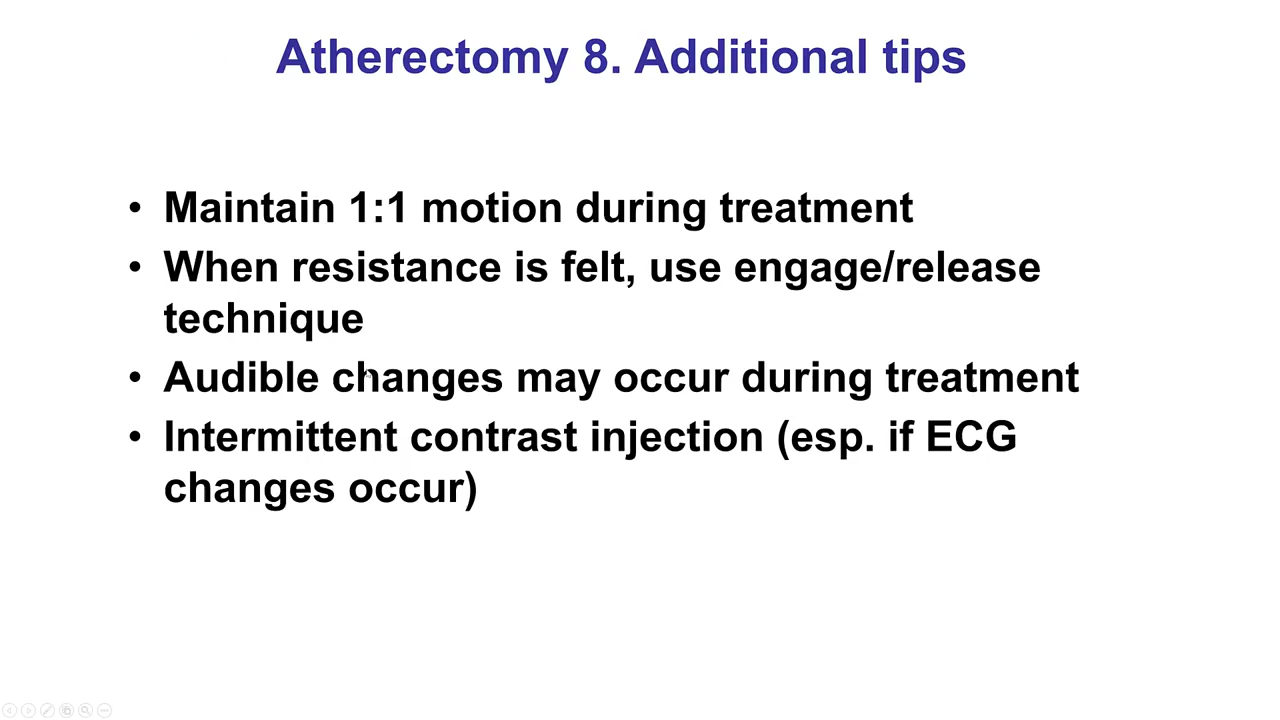 Atherectomy 8. Additional tips
• Maintain 1:1 motion during treatment
• When resistance is felt, use engage/release
technique
• Audible changes may occur during treatment
• Intermittent contrast injection (esp. if ECG
changes occur)